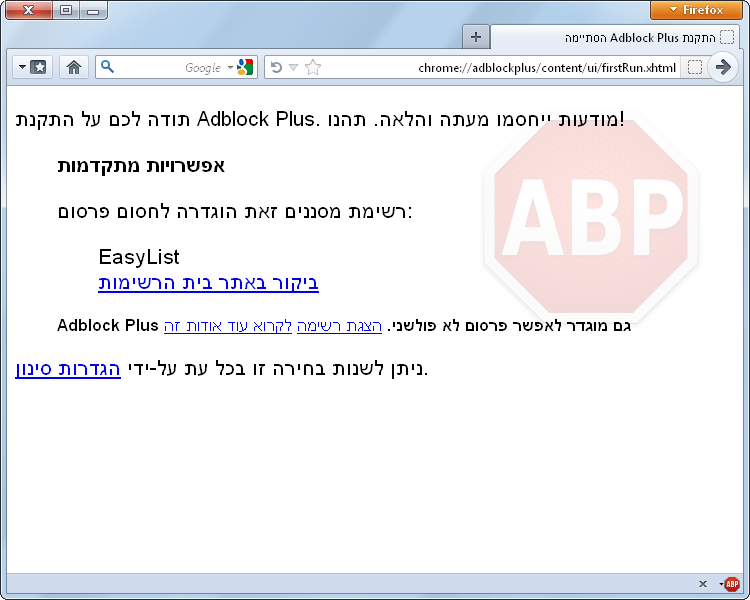 Firefox
התקנת Adblock Plus הסתיימה
Google
chrome://adblockplus/content/ui/firstRun.xhtml
תודה לכם על התקנת Adblock Plus. מודעות ייחסמו מעתה והלאה. תהנו!
אפשרויות מתקדמות
רשימת מסננים זאת הוגדרה לחסום פרסום:
EasyList
ביקור באתר בית הרשימות
Adblock Plus גם מוגדר לאפשר פרסום לא פולשני. הצגת רשימה לקרוא עוד אודות זה
ניתן לשנות בחירה זו בכל עת על-ידי הגדרות סינון.
ABP
ABP